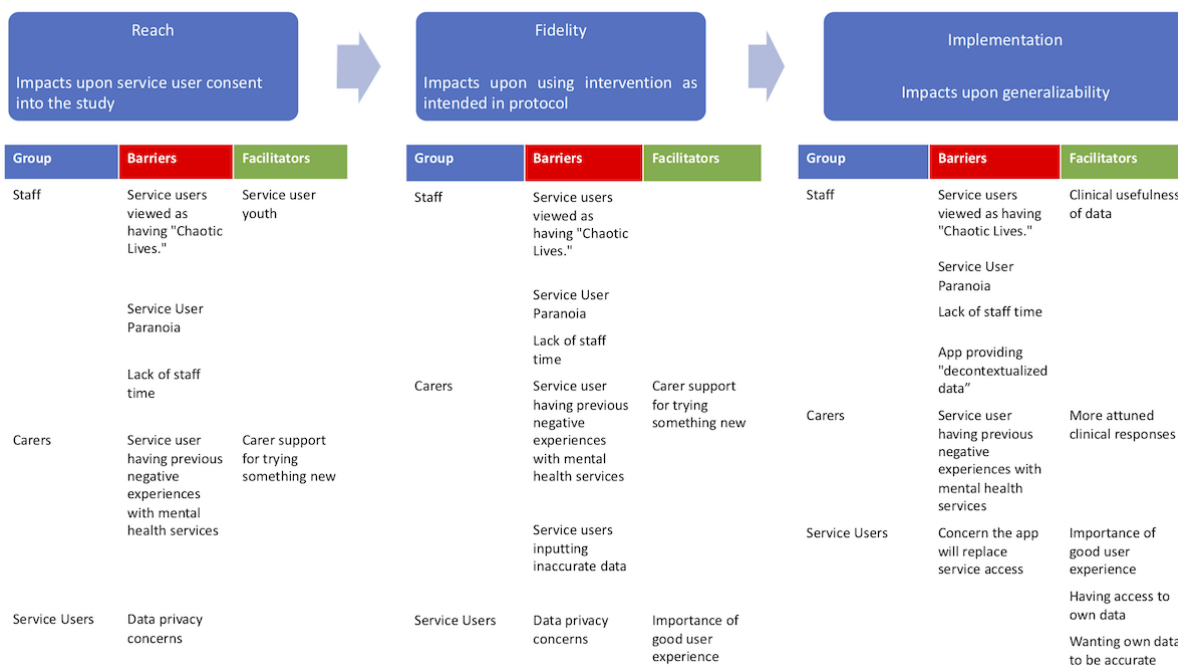 Reach
Impacts upon service user consent
into the study
Fidelity
Impacts upon using intervention as
intended in protocol
Implementation
Impacts upon generalizability
Group Barriers Facilitators
Staff
Service users
viewed as
having "Chaotic
Lives."
Service user
youth
Service User
Paranoia
Lack of staff
time
Carers
Service user
having previous
negative
experiences
with mental
health services
Carer support
for trying
something new
Service Users
Data privacy
concerns
Group Barriers Facilitators
Staff
Service users
viewed as
having "Chaotic
Lives."
Service User
Paranoia
Lack of staff
time
Carers
Service user
having previous
negative
experiences
with mental
health services
Carer support
for trying
something new
Service users
inputting
inaccurate data
Service Users
Data privacy
concerns
Importance of
good user
experience
Group Barriers Facilitators
Staff
Service users
viewed as having
"Chaotic Lives."
Clinical usefulness
of data
Service User
Paranoia
Lack of staff time
App providing
"decontextualized
data”
Carers
Service user
having previous
negative
experiences with
mental health
services
More attuned
clinical responses
Service Users
Concern the app
will replace
service access
Importance of
good user
experience
Having access to
own data
Wanting own data
to be accurate